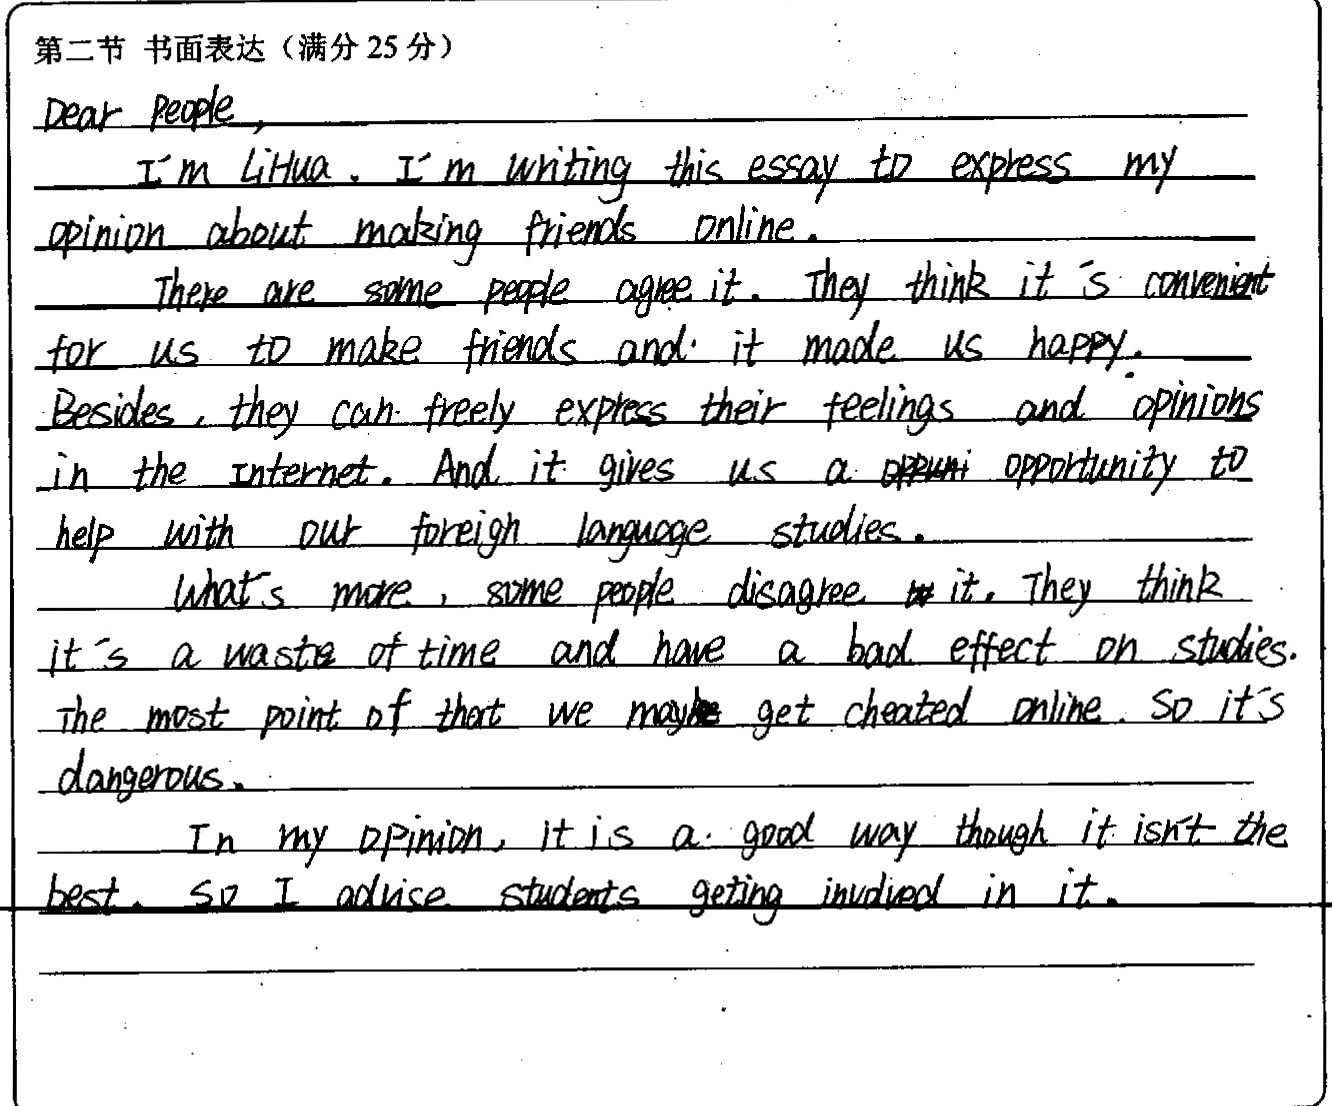 第二节 书面表达（满分 25 分）
Dear People,
I'm LiHua. I'm writing this essay to express my
opinion about making friends online.
There are some people agree it. They think it's convenient
for us to make friends and it made us happy.
Besides, they can freely express their feelings and opinions
in the Internet. And it gives us a opportunity to
help with our foreign language studies.
What's more, some people disagree it. They think
it's a waste of time and have a bad effect on studies.
The most point of that we may get cheated online. So it's
dangerous.
In my opinion, it is a good way though it isn't the
best. So I advise students geting involved in it.